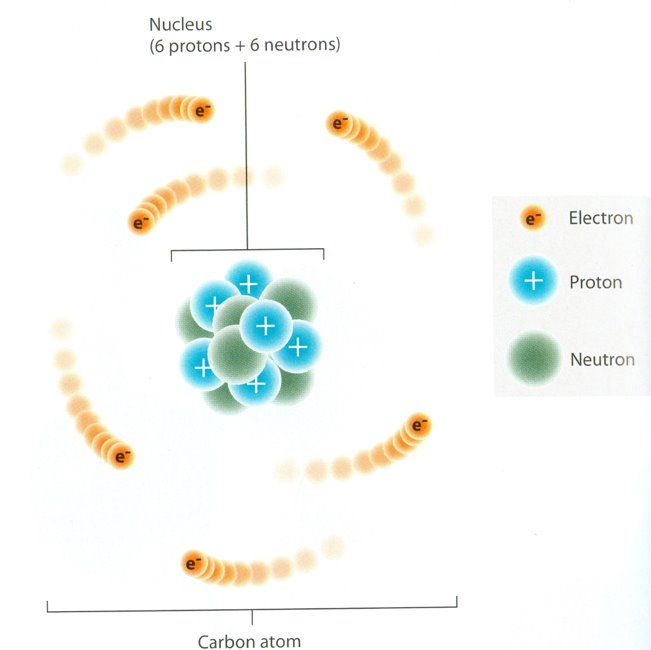 Nucleus
(6 protons + 6 neutrons)
e⁻
e⁻
e⁻
e⁻ Electron
+ Proton
+
+
+
+
+
+
Neutron
e⁻
e⁻
e⁻
Carbon atom